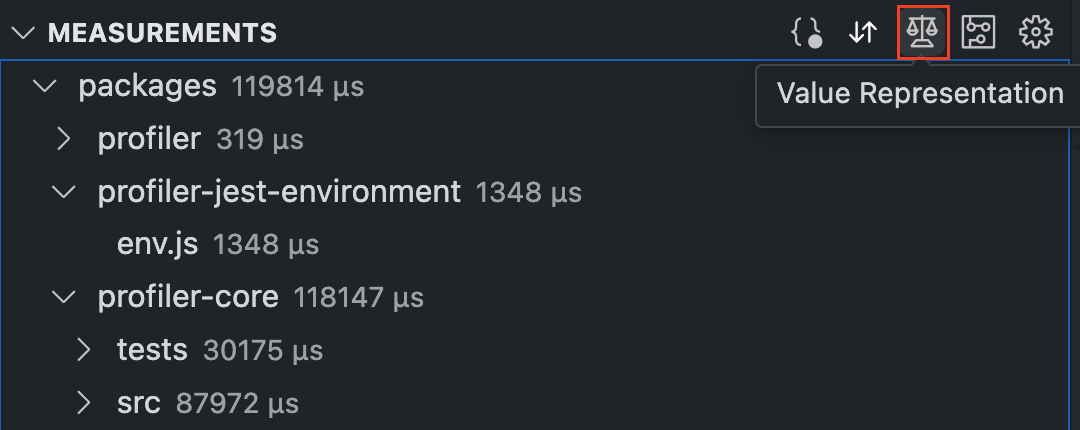 MEASUREMENTS
packages 119814 μs
Value Representation
profiler 319 μs
profiler-jest-environment 1348 μs
env.js 1348 μs
profiler-core 118147 μs
tests 30175 μs
src 87972 μs